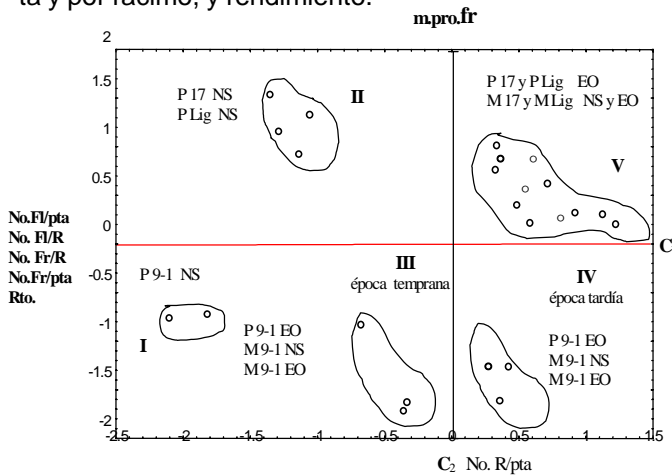 ta y por racimo, y rendimiento.
m.pro.fr
2
1.5
1
0.5
0
-0.5
-1
-1.5
-2
No.Fl/pta
No. Fl/R
No. Fr/R
No.Fr/pta
Rto.
P 17 NS
P Lig NS
II
P 17 y P Lig EO
M 17 y M Lig NS y EO
V
C
P 9-1 NS
I
III
época temprana
P 9-1 EO
M 9-1 NS
M 9-1 EO
IV
época tardía
P 9-1 EO
M 9-1 NS
M 9-1 EO
-2.5 -1.5 -1 -0.5 0 0.5 1 1.5
C2 No. R/pta